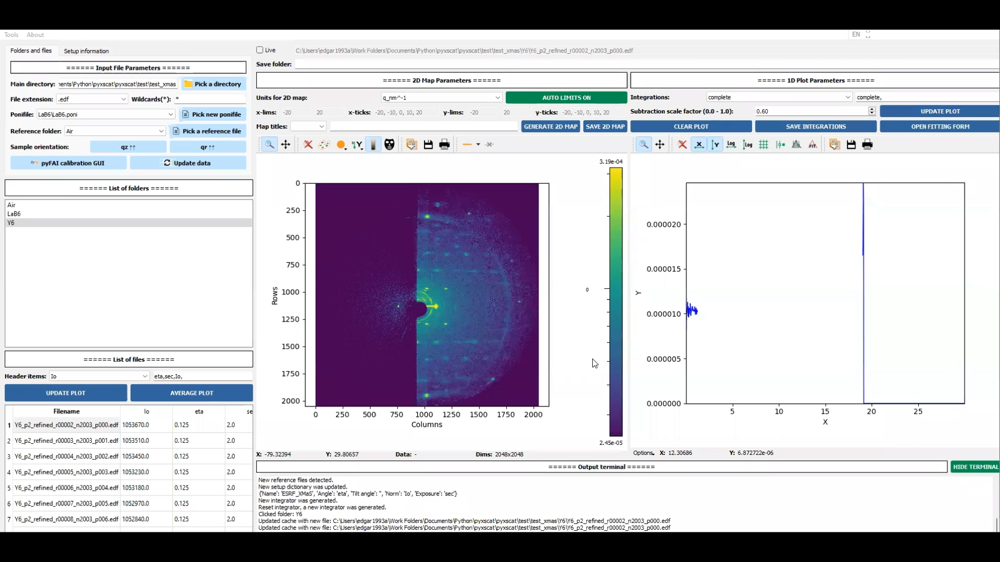 Tools About
EN
Folders and files Setup information
Live C:\Users\edgar1993a\Work Folders\Documents\Python\pyxscat\pyxscat\test\test_xmas\Y6\Y6_p2_refined_r00002_n2003_p000.edf
Save folder:
====== Input File Parameters ======
Main directory: nents\Python\pyxscat\pyxscat\test\test_xmas Pick a directory
File extension: .edf Wildcards(*): *
Ponifile: LaB6\LaB6.poni Pick new ponifile
Reference folder: Air Pick a reference file
Sample orientation: qz ↑↑ qr ↑↑
pyFAI calibration GUI Update data
====== List of folders ======
Air
LaB6
Y6
====== List of files ======
Header items: Io eta,sec,Io,
UPDATE PLOT AVERAGE PLOT
Filename Io eta se
1 Y6_p2_refined_r00002_n2003_p000.edf 1053670.0 0.125 2.0
2 Y6_p2_refined_r00003_n2003_p001.edf 1053510.0 0.125 2.0
3 Y6_p2_refined_r00004_n2003_p002.edf 1053450.0 0.125 2.0
4 Y6_p2_refined_r00005_n2003_p003.edf 1053230.0 0.125 2.0
5 Y6_p2_refined_r00006_n2003_p004.edf 1053180.0 0.125 2.0
6 Y6_p2_refined_r00007_n2003_p005.edf 1052970.0 0.125 2.0
7 Y6_p2_refined_r00008_n2003_p006.edf 1052840.0 0.125 2.0
====== 2D Map Parameters ======
Units for 2D map: q_nm^-1 AUTO LIMITS ON
x-lims: -20 20 x-ticks: -20, -10, 0, 10, 20 y-lims: -20 20 y-ticks: -20, -10, 0, 10, 20
Map titles: GENERATE 2D MAP SAVE 2D MAP
3.19e-04
0
2.45e-05
0
250
500
750
1000
1250
1500
1750
2000
Rows
0 250 500 750 1000 1250 1500 1750 2000
Columns
X: -79.32394 Y: 29.80657 Data: - Dims: 2048x2048
====== 1D Plot Parameters ======
Integrations: complete complete,
Subtraction scale factor (0.0 - 1.0): 0.60 UPDATE PLOT
CLEAR PLOT SAVE INTEGRATIONS OPEN FITTING FORM
X Y Log Log FIT
0.000020
0.000015
0.000010
0.000005
0.000000
Y
5 10 15 20 25
X
Options X: 12.30686 Y: 6.872722e-06
====== Output terminal ====== HIDE TERMINAL
New reference files detected.
New setup dictionary was updated.
{'Name': 'ESRF_XMaS', 'Angle': 'eta', 'Tilt angle': '', 'Norm': 'Io', 'Exposure': 'sec'}
New integrator was generated.
Reset integrator, a new integrator was generated.
Clicked folder: Y6
Updated cache with new file: C:\Users\edgar1993a\Work Folders\Documents\Python\pyxscat\pyxscat\test\test_xmas\Y6\Y6_p2_refined_r00002_n2003_p000.edf
Updated cache with new file: C:\Users\edgar1993a\Work Folders\Documents\Python\pyxscat\pyxscat\test\test_xmas\Y6\Y6_p2_refined_r00002_n2003_p000.edf